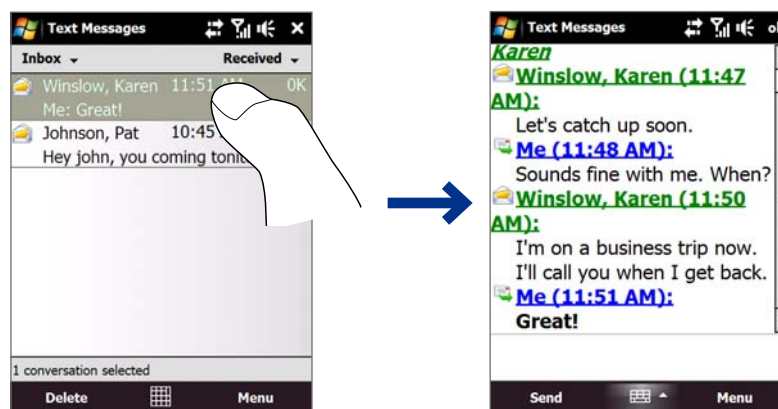 Text Messages
Inbox
Received
Winslow, Karen 11:51 AM 0K
Me: Great!
Johnson, Pat 10:45
Hey john, you coming
1 conversation selected
Delete
Menu
Text Messages
Karen
Winslow, Karen (11:47
AM):
Let's catch up soon.
Me (11:48 AM):
Sounds fine with me. When?
Winslow, Karen (11:50
AM):
I'm on a business trip now.
I'll call you when I get back.
Me (11:51 AM):
Great!
Send
Menu